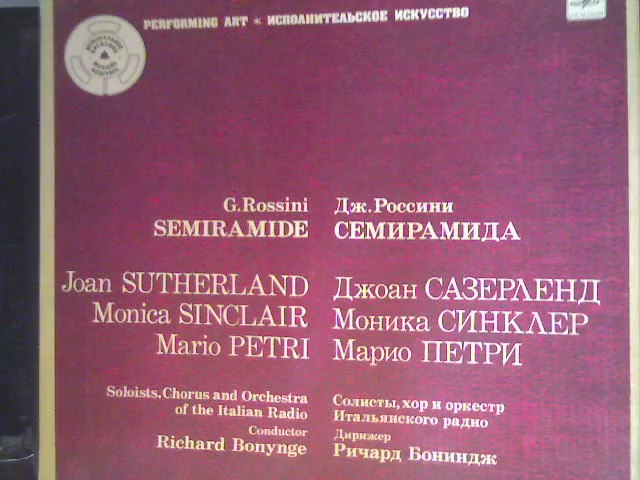 PERFORMING ART * ИСПОЛНИТЕЛЬСКОЕ ИСКУССТВО
G.Rossini
SEMIRAMIDE
Joan SUTHERLAND
Monica SINCLAIR
Mario PETRI
Soloists, Chorus and Orchestra
of the Italian Radio
Conductor
Richard Bonynge
Дж.Россини
СЕМИРАМИДА
Джоан САЗЕРЛЕНД
Моника СИНКЛЕР
Марио ПЕТРИ
Солисты, хор и оркестр
Итальянского радио
Дирижер
Ричард Бониндж